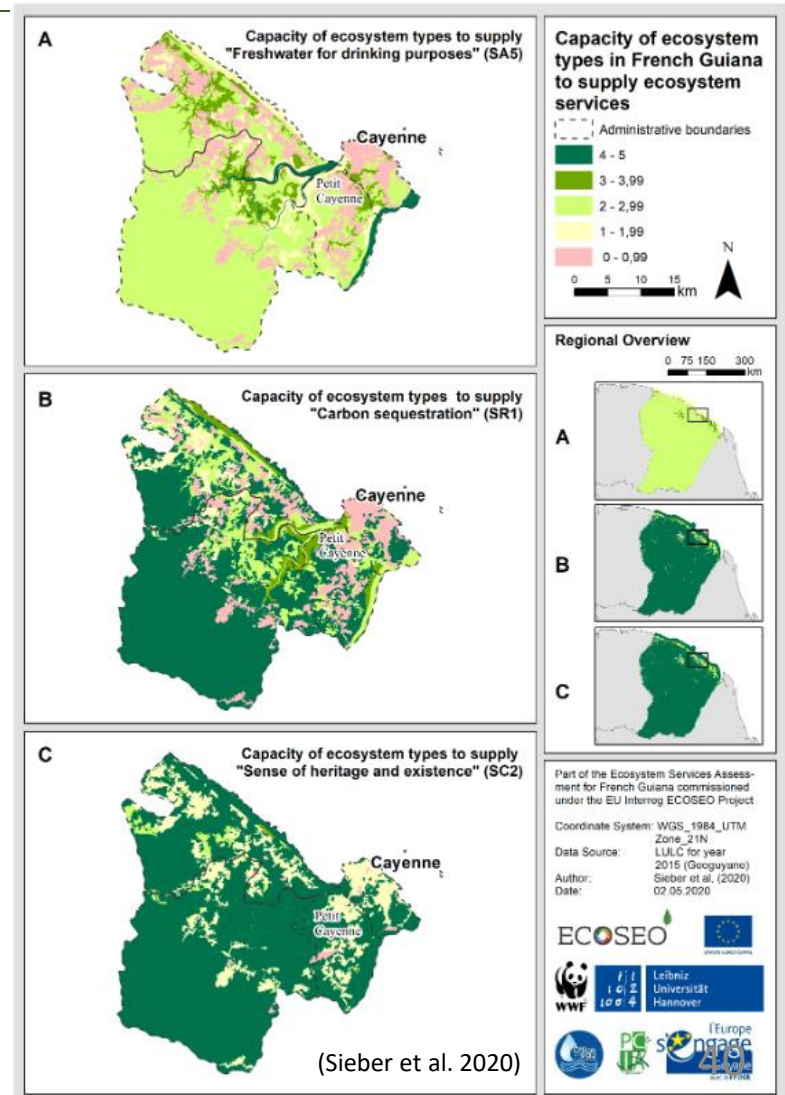 A
Capacity of ecosystem types to supply
"Freshwater for drinking purposes" (SA5)
Cayenne
Petit
Cayenne
B
Capacity of ecosystem types to supply
"Carbon sequestration" (SR1)
Cayenne
Petit
Cayenne
C
Capacity of ecosystem types to supply
"Sense of heritage and existence" (SC2)
Cayenne
Petit
Cayenne
(Sieber et al. 2020)
Capacity of ecosystem
types in French Guiana
to supply ecosystem
services
Administrative boundaries
4 - 5
3 - 3,99
2 - 2,99
1 - 1,99
0 - 0,99
N
0 5 10 15
km
Regional Overview
0 75 150 300
km
A
B
C
Part of the Ecosystem Services Assess-
ment for French Guiana commissioned
under the EU Interreg ECOSEO Project
Coordinate System: WGS_1984_UTM
Zone_21N
Data Source: LULC for year
2015 (Geoguyane)
Author: Sieber et al, (2020)
Date: 02.05.2020
ECOSEO
WWF
Leibniz
Universität
Hannover
l'Europe
s'engage
40